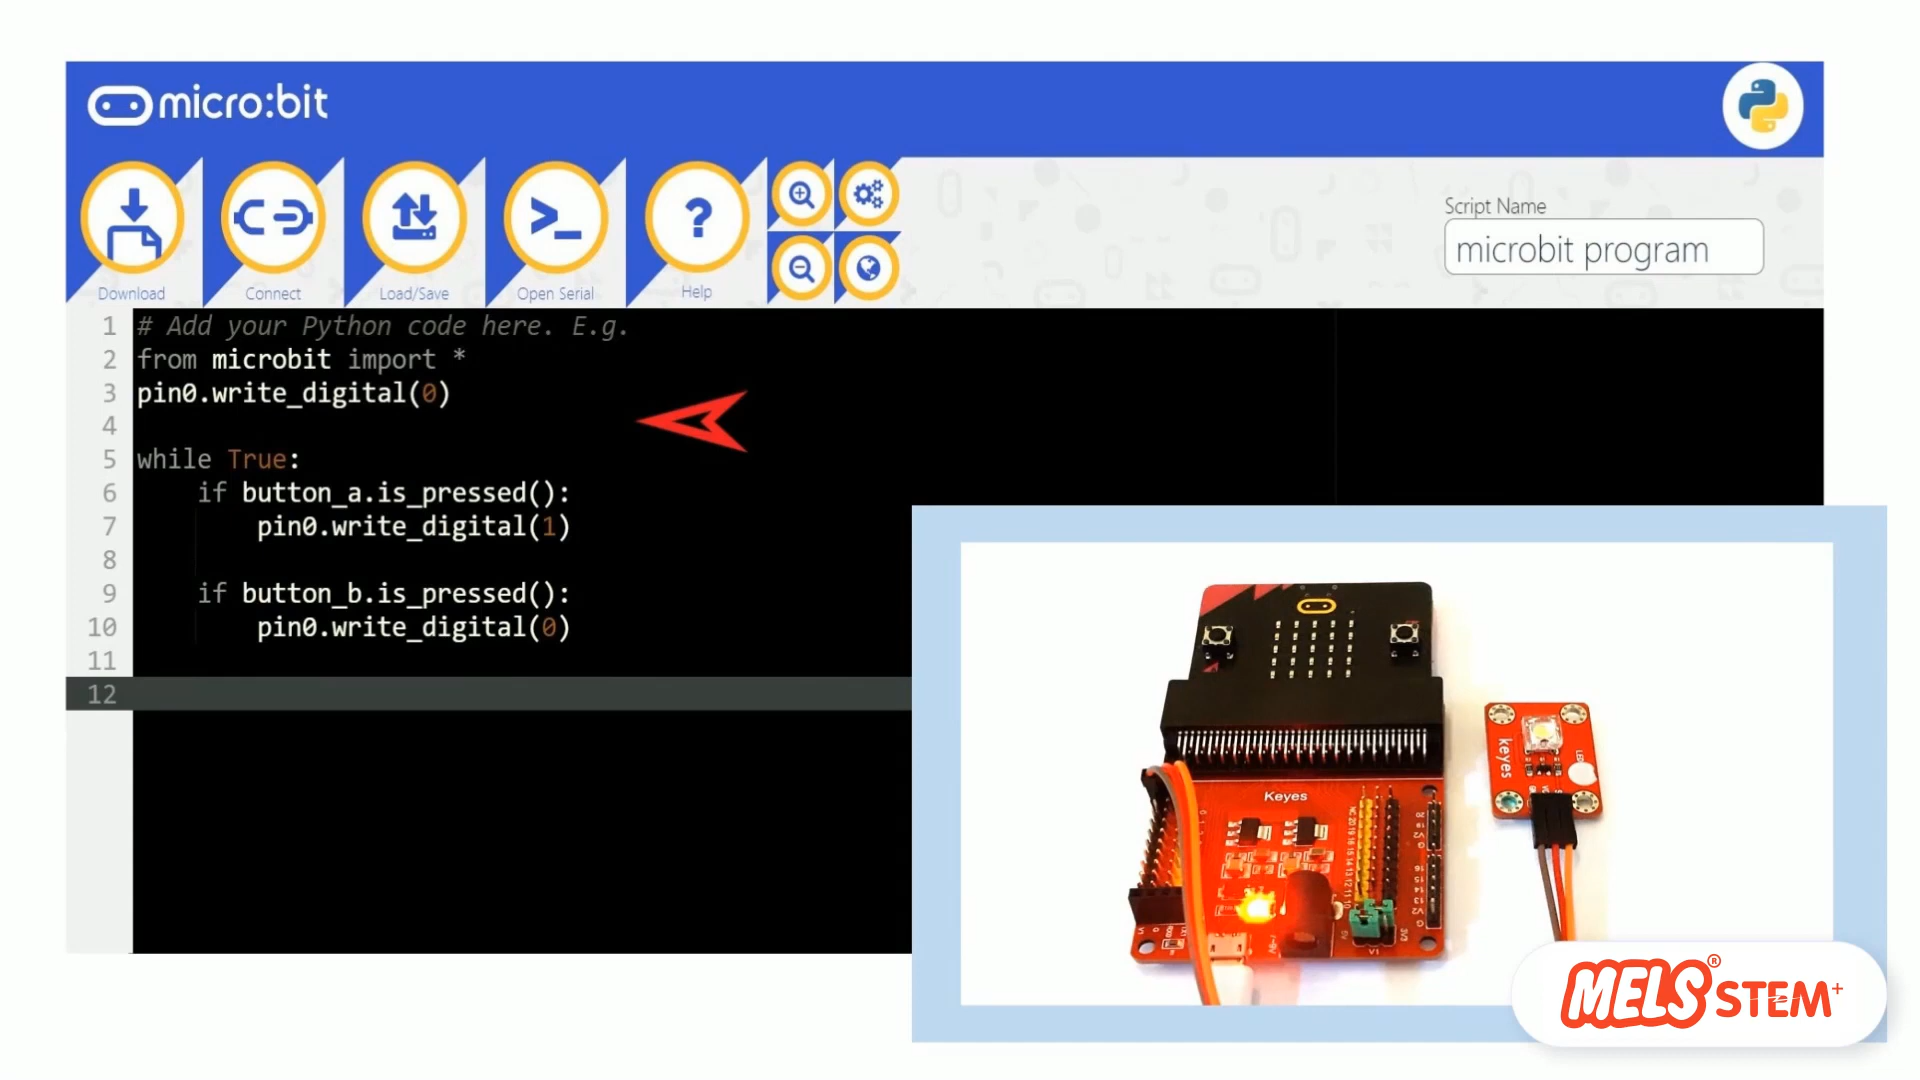 micro:bit
Download
Connect
Load/Save
Open Serial
Help
Script Name
microbit program
1 # Add your Python code here. E.g.
2 from microbit import *
3 pin0.write_digital(0)
4
5 while True:
6 if button_a.is_pressed():
7 pin0.write_digital(1)
8
9 if button_b.is_pressed():
10 pin0.write_digital(0)
11
12
Keyes
keyes
MELS® STEM+